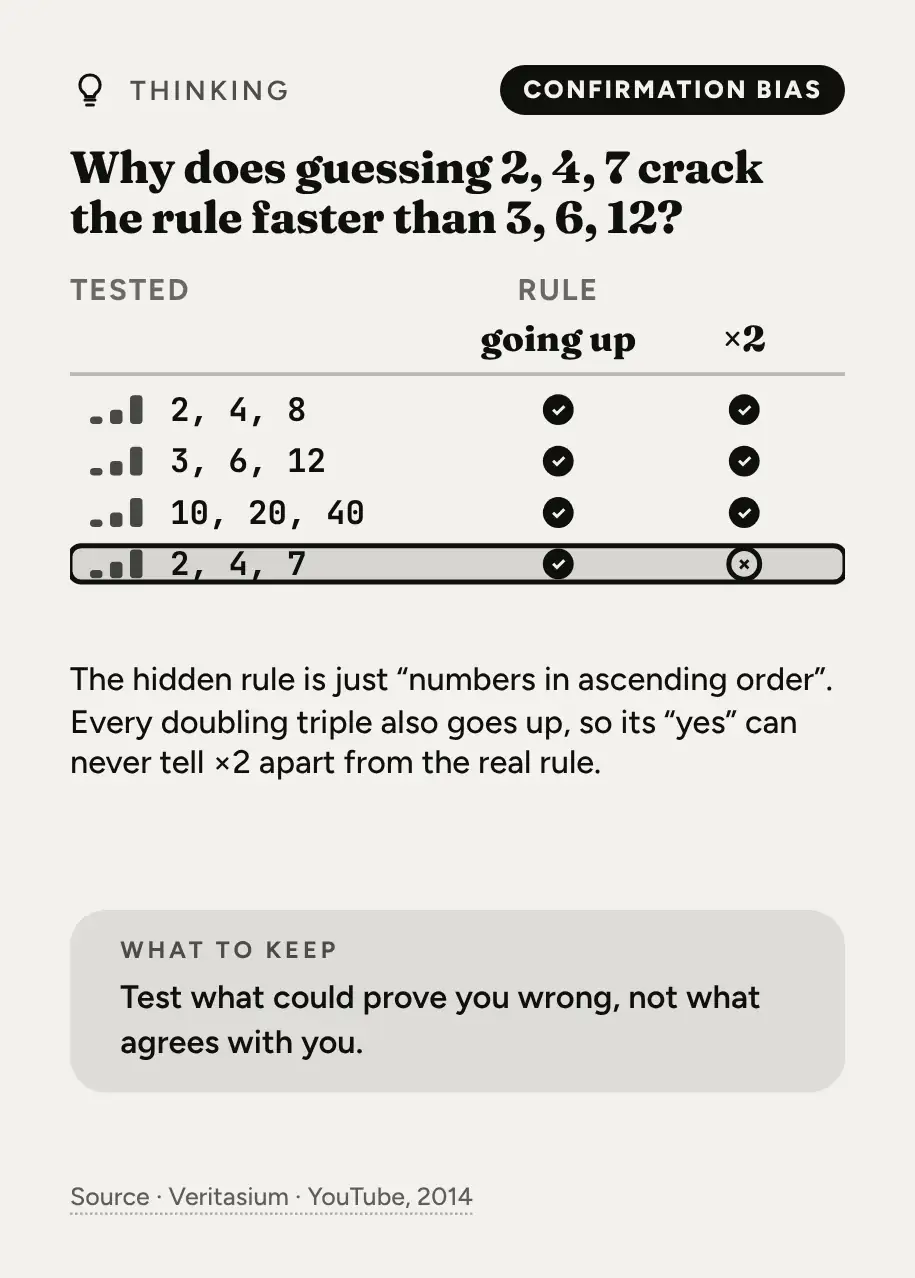 THINKING
CONFIRMATION BIAS
Why does guessing 2, 4, 7 crack
the rule faster than 3, 6, 12?
TESTED RULE
going up ×2
2, 4, 8
3, 6, 12
10, 20, 40
2, 4, 7
The hidden rule is just “numbers in ascending order”.
Every doubling triple also goes up, so its “yes” can
never tell ×2 apart from the real rule.
WHAT TO KEEP
Test what could prove you wrong, not what
agrees with you.
Source · Veritasium · YouTube, 2014